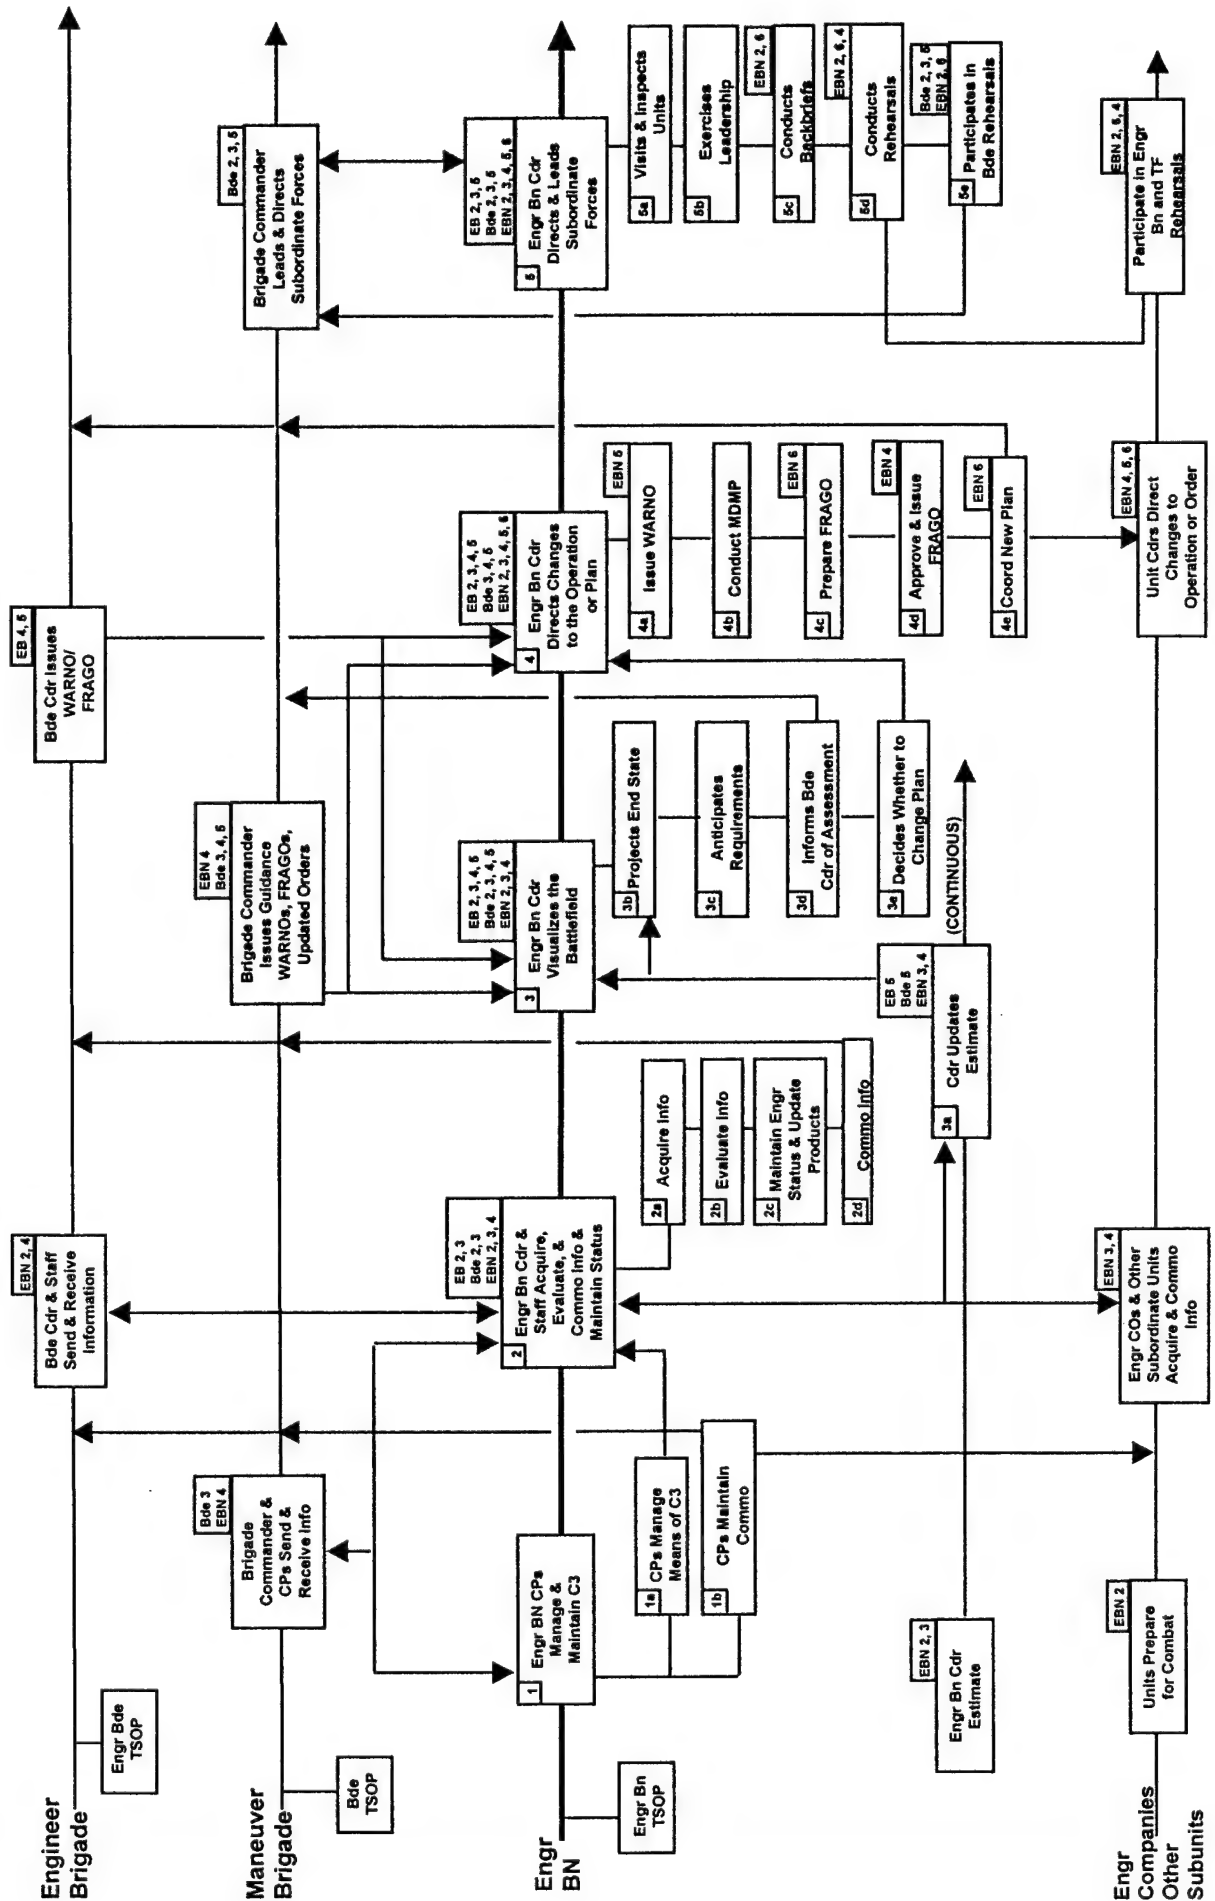 Engineer
Brigade
Engr Bde
TSOP
EBN 2, 4
Bde Cdr & Staff
Send & Receive
Information
EB 4, 5
Bde Cdr Issues
WARNO/
FRAGO
Maneuver
Brigade
Bde
TSOP
Bde 3
EBN 4
Brigade
Commander &
CPs Send &
Receive Info
EBN 4
Bde 3, 4, 5
Brigade Commander
Issues Guidance
WARNOs, FRAGOs,
Updated Orders
Bde 2, 3, 5
Brigade Commander
Leads & Directs
Subordinate Forces
Engr
BN
Engr Bn
TSOP
1
Engr BN CPs
Manage &
Maintain C3
1a
CPs Manage
Means of C3
1b
CPs Maintain
Commo
EB 2, 3
Bde 2, 3
EBN 2, 3, 4
2
Engr Bn Cdr &
Staff Acquire,
Evaluate, &
Commo Info &
Maintain Status
2a
Acquire Info
2b
Evaluate Info
2c
Maintain Engr
Status & Update
Products
2d
Commo Info
EB 2, 3, 4, 5
Bde 2, 3, 4, 5
EBN 2, 3, 4
3
Engr Bn Cdr
Visualizes the
Battlefield
3b
Projects End State
3c
Anticipates
Requirements
3d
Informs Bde
Cdr of Assessment
3e
Decides Whether to
Change Plan
EB 2, 3, 4, 5
Bde 3, 4, 5
EBN 2, 3, 4, 5, 6
4
Engr Bn Cdr
Directs Changes
to the Operation
or Plan
EBN 5
4a
Issue WARNO
4b
Conduct MDMP
EBN 6
4c
Prepare FRAGO
EBN 4
4d
Approve & Issue
FRAGO
EBN 6
4e
Coord New Plan
EB 2, 3, 5
Bde 2, 3, 5
EBN 2, 3, 4, 5, 6
5
Engr Bn Cdr
Directs & Leads
Subordinate
Forces
5a
Visits & Inspects
Units
5b
Exercises
Leadership
EBN 2, 6
5c
Conducts
Backbriefs
EBN 2, 6, 4
5d
Conducts
Rehearsals
Bde 2, 3, 5
EBN 2, 6
5e
Participates in
Bde Rehearsals
EBN 2, 3
Engr Bn Cdr
Estimate
EB 5
Bde 5
EBN 3, 4
3a
Cdr Updates
Estimate
(CONTINUOUS)
Engr
Companies
Other
Subunits
EBN 2
Units Prepare
for Combat
EBN 3, 4
Engr COs & Other
Subordinate Units
Acquire & Commo
Info
EBN 4, 5, 6
Unit Cdrs Direct
Changes to
Operation or Order
EBN 2, 6, 4
Participate in Engr
Bn and TF
Rehearsals